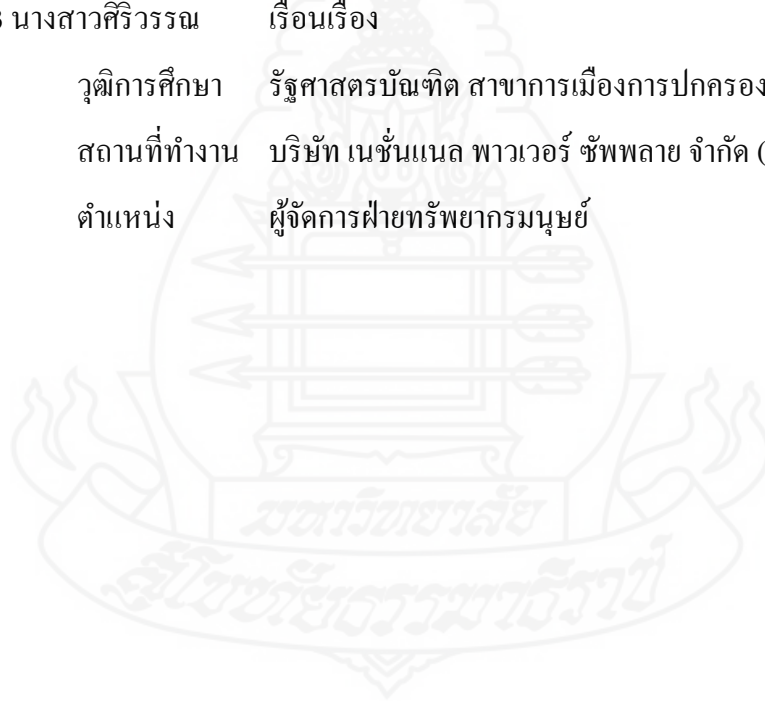 3 นางสาวศิริวรรณ เรือนเรื่อง
วุฒิการศึกษา รัฐศาสตรบัณฑิต สาขาการเมืองการปกครอง
สถานที่ทำงาน บริษัท เนชั่นแนล พาวเวอร์ ซัพพลาย จำกัด (
ตำแหน่ง ผู้จัดการฝ่ายทรัพยากรมนุษย์
มหาวิทยาลัย
สุโขทัยธรรมาธิราช